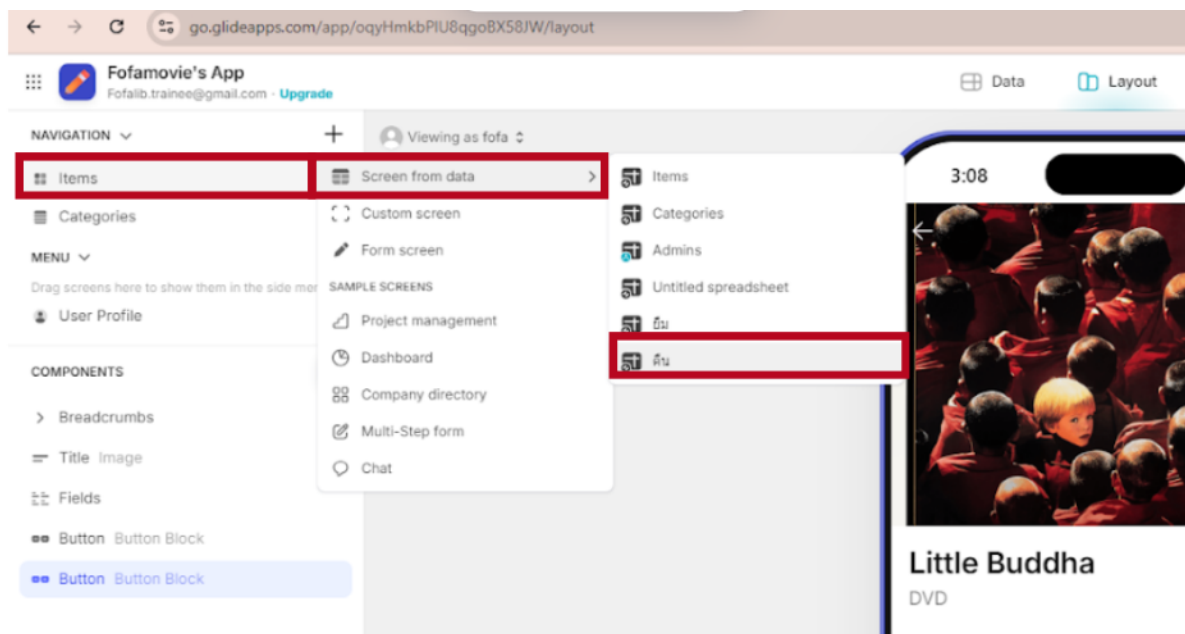 go.glideapps.com/app/oqyHmkbPlU8qgoBX58JW/layout
Fofamovie's App
Fofalib.trainee@gmail.com · Upgrade
Data
Layout
NAVIGATION
Viewing as fofa
Items
Categories
MENU
Drag screens here to show them in the side mer
User Profile
COMPONENTS
Breadcrumbs
Title Image
Fields
Button Button Block
Button Button Block
Screen from data
Custom screen
Form screen
SAMPLE SCREENS
Project management
Dashboard
Company directory
Multi-Step form
Chat
Items
Categories
Admins
Untitled spreadsheet
ยืม
คืน
3:08
Little Buddha
DVD